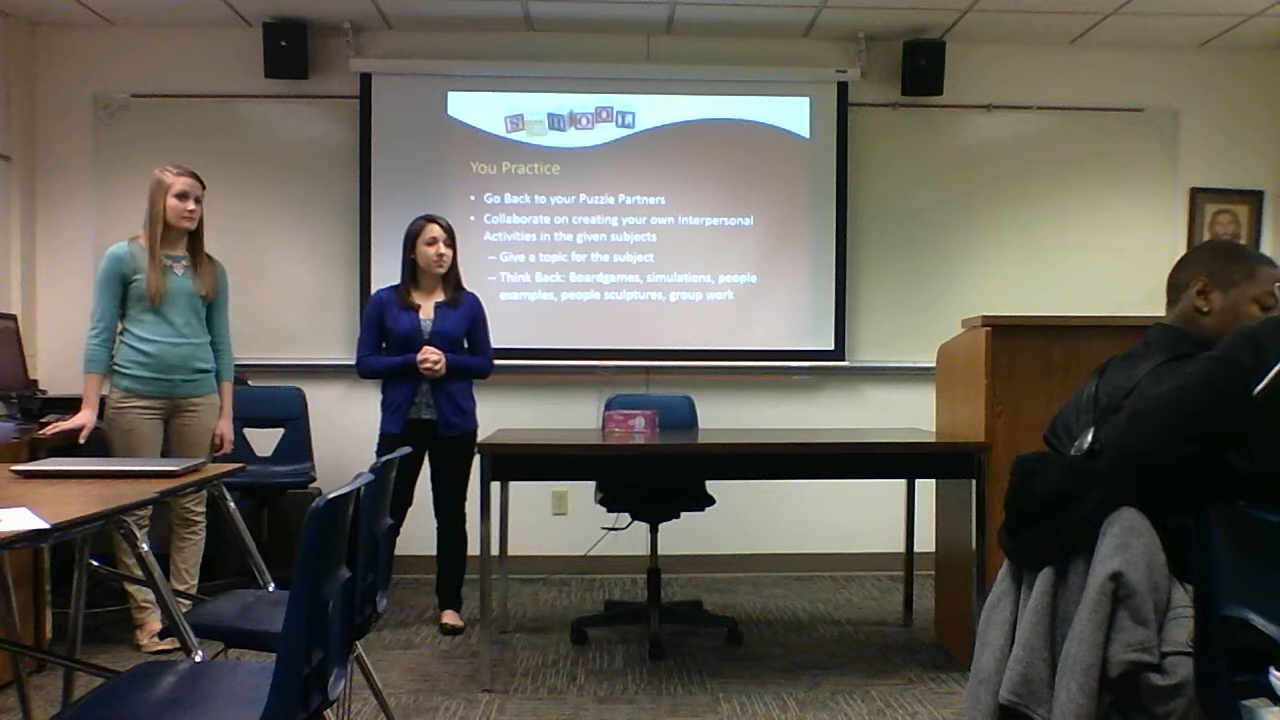 SCHOOL
You Practice
• Go Back to your Puzzle Partners
• Collaborate on creating your own Interpersonal
Activities in the given subjects
– Give a topic for the subject
– Think Back: Boardgames, simulations, people
examples, people sculptures, group work